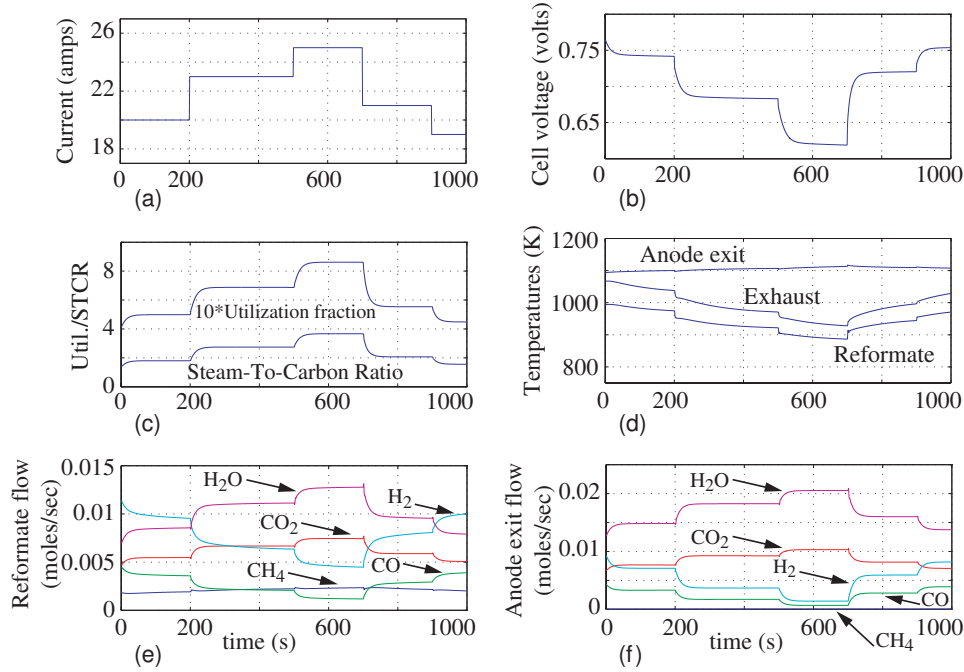 26
22
18
Current (amps)
0
200
600
1000
(a)
0.75
0.65
Cell voltage (volts)
0
200
600
1000
(b)
8
4
0
Util./STCR
10*Utilization fraction
Steam-To-Carbon Ratio
0
200
600
1000
(c)
1200
1000
800
Temperatures (K)
Anode exit
Exhaust
Reformate
0
200
600
1000
(d)
0.015
0.01
0.005
0
Reformate flow
(moles/sec)
H2O
H2
CO2
CO
CH4
0
200
600
1000
time (s)
(e)
0.02
0.01
0
Anode exit flow
(moles/sec)
H2O
CO2
H2
CO
CH4
0
200
600
1000
time (s)
(f)